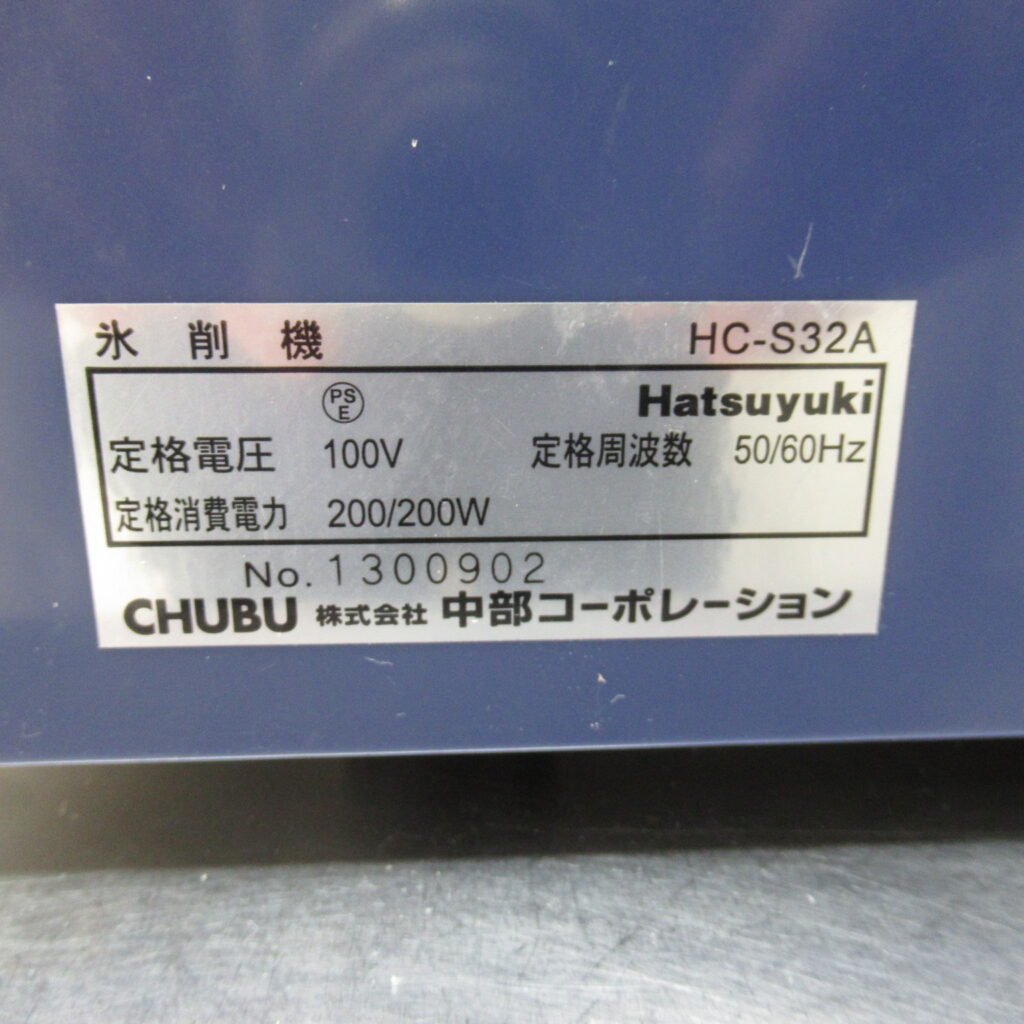 氷削機 HC-S32A
PS
E
Hatsuyuki
定格電圧 100V 定格周波数 50/60Hz
定格消費電力 200/200W
No. 1300902
CHUBU 株式会社 中部コーポレーション